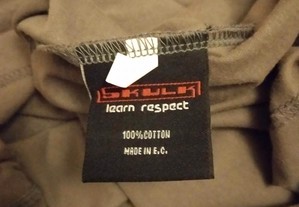 SKULK
learn respect
100% COTTON
MADE IN E.C.